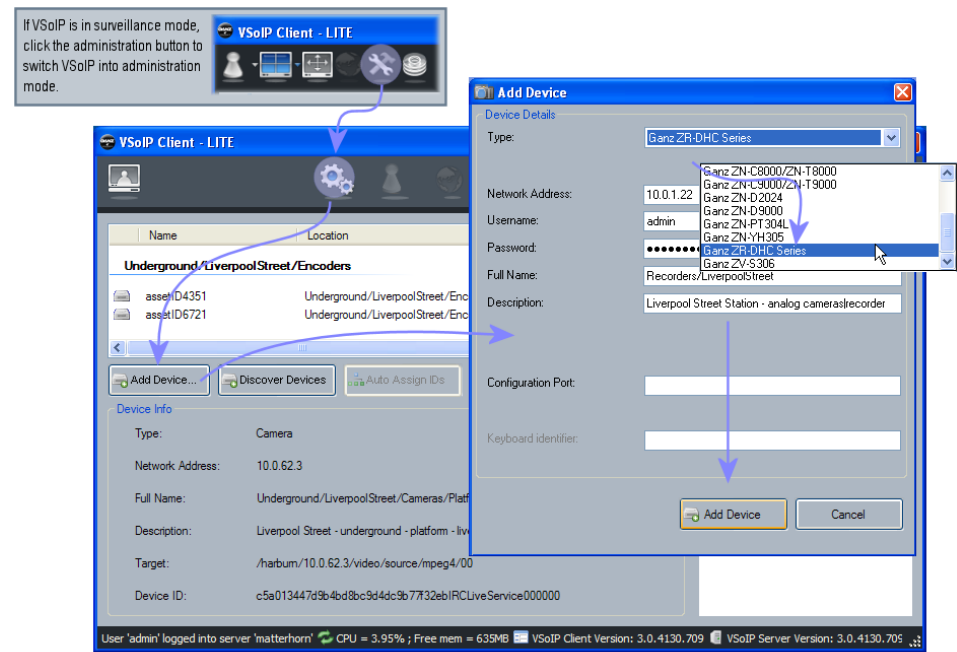 If VSoIP is in surveillance mode,
click the administration button to
switch VSoIP into administration
mode.
VSoIP Client - LITE
VSoIP Client - LITE
Name
Location
Underground/LiverpoolStreet/Encoders
assetID4351
Underground/LiverpoolStreet/Enc
assetID6721
Underground/LiverpoolStreet/Enc
Add Device...
Discover Devices
Auto Assign IDs
Device Info
Type:
Camera
Network Address:
10.0.62.3
Full Name:
Underground/LiverpoolStreet/Cameras/Platf
Description:
Liverpool Street - underground - platform - live
Target:
/harbum/10.0.62.3/video/source/mpeg4/00
Device ID:
Add Device
Device Details
Type:
Ganz ZR-DHC Series
Ganz ZN-C8000/ZN-T8000
Ganz ZN-C9000/ZN-T9000
Ganz ZN-D2024
Ganz ZN-D9000
Ganz ZN-PT304L
Ganz ZN-YH305
Ganz ZR-DHC Series
Ganz ZV-S306
Network Address:
10.0.1.22
Username:
admin
Password:
●●●●●●●●
Full Name:
Recorders/LiverpoolStreet
Description:
Liverpool Street Station - analog cameras|recorder
Configuration Port:
Keyboard identifier:
Add Device
Cancel
User 'admin' logged into server 'matterhorn' CPU = 3.95% ; Free mem = 635MB VSoIP Client Version: 3.0.4130.709 VSoIP Server Version: 3.0.4130.709